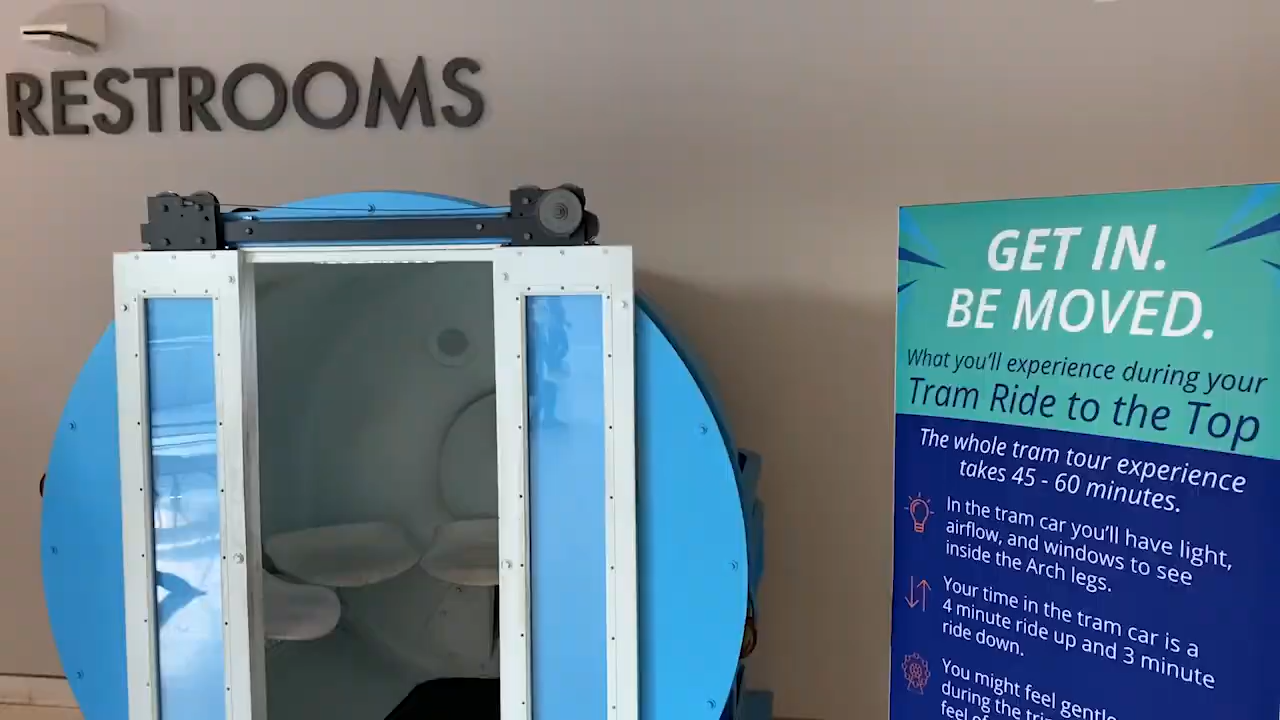 RESTROOMS
GET IN.
BE MOVED.
What you'll experience during your
Tram Ride to the Top
The whole tram tour experience
takes 45 - 60 minutes.
In the tram car you'll have light,
airflow, and windows to see
inside the Arch legs.
Your time in the tram car is a
4 minute ride up and 3 minute
ride down.
You might feel gentle
during the
feel of